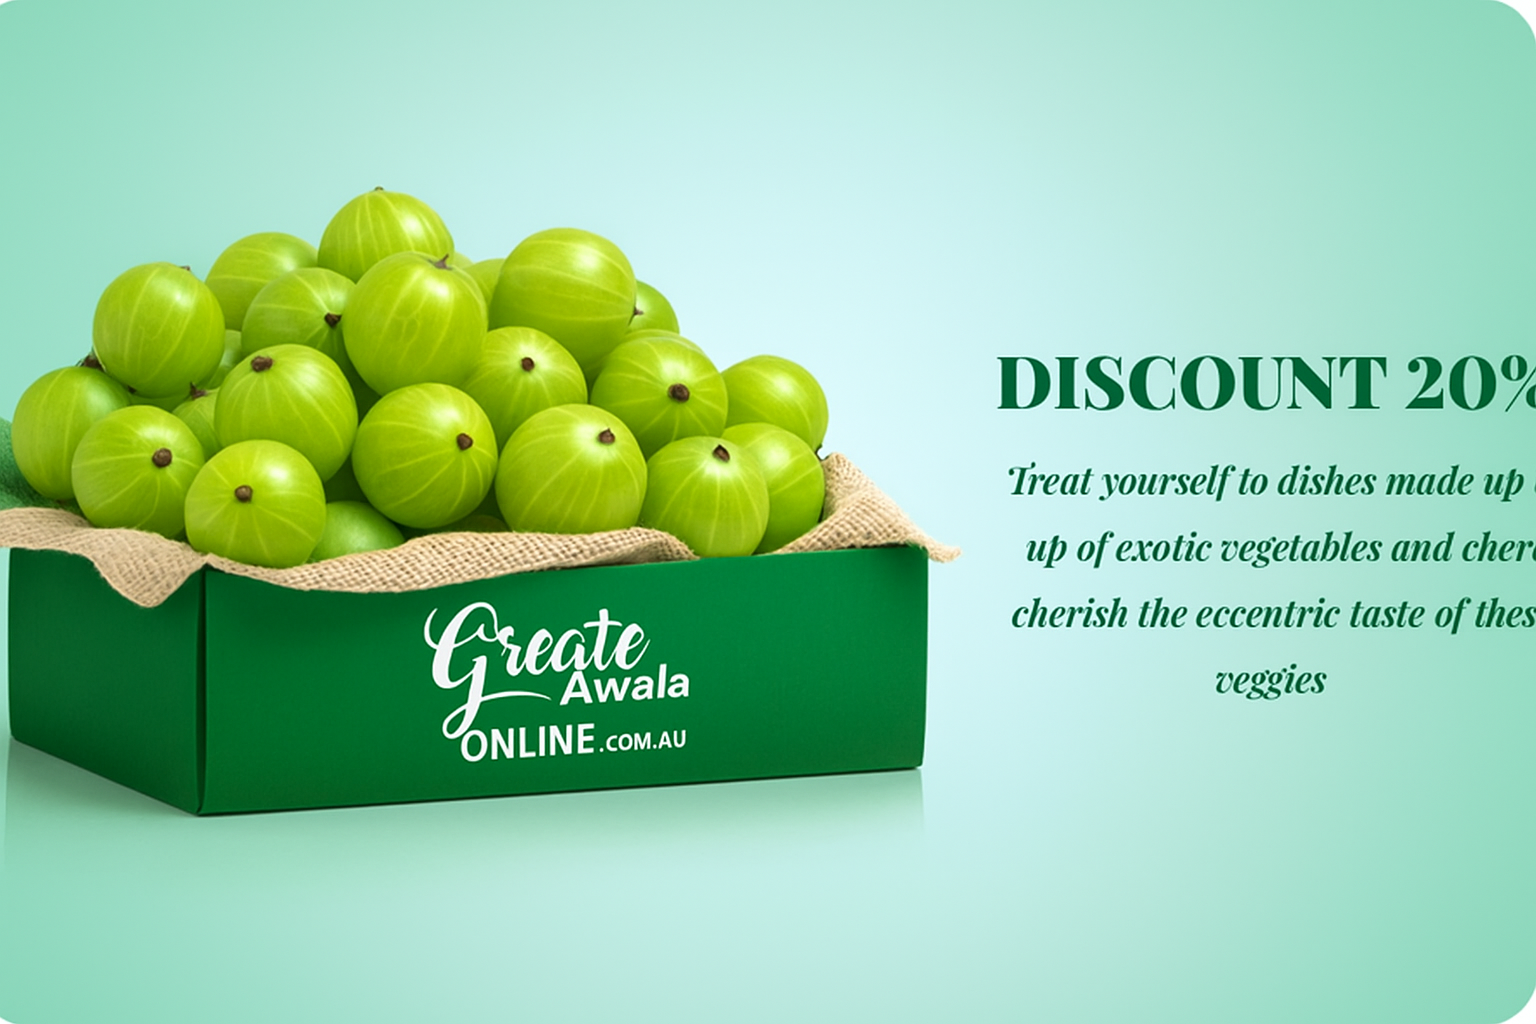 Greate
Awala
ONLINE.COM.AU
DISCOUNT 20%
Treat yourself to dishes made up
up of exotic vegetables and
cherish the eccentric taste of
veggies